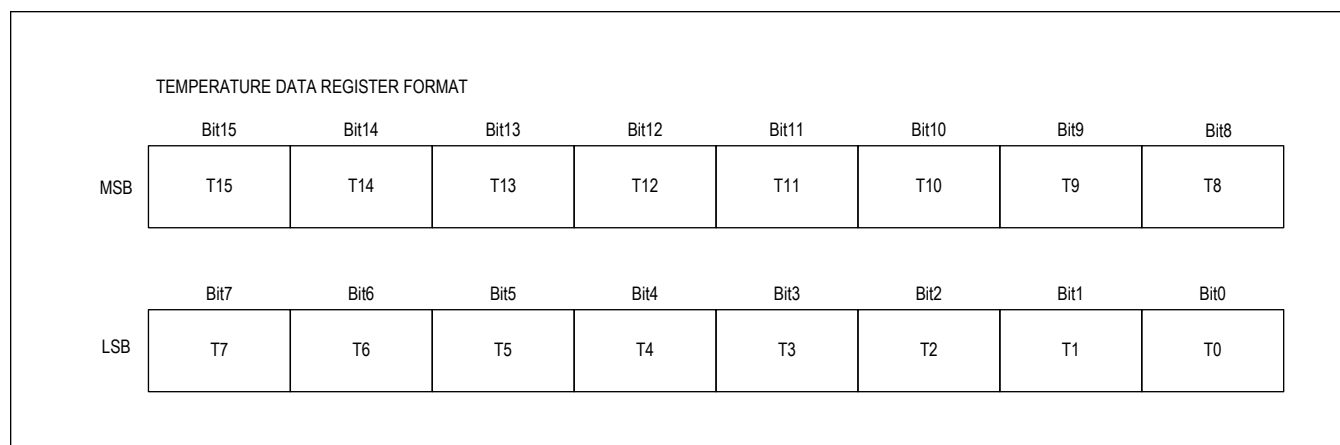 TEMPERATURE DATA REGISTER FORMAT
Bit15 Bit14 Bit13 Bit12 Bit11 Bit10 Bit9 Bit8
MSB T15 T14 T13 T12 T11 T10 T9 T8
Bit7 Bit6 Bit5 Bit4 Bit3 Bit2 Bit1 Bit0
LSB T7 T6 T5 T4 T3 T2 T1 T0